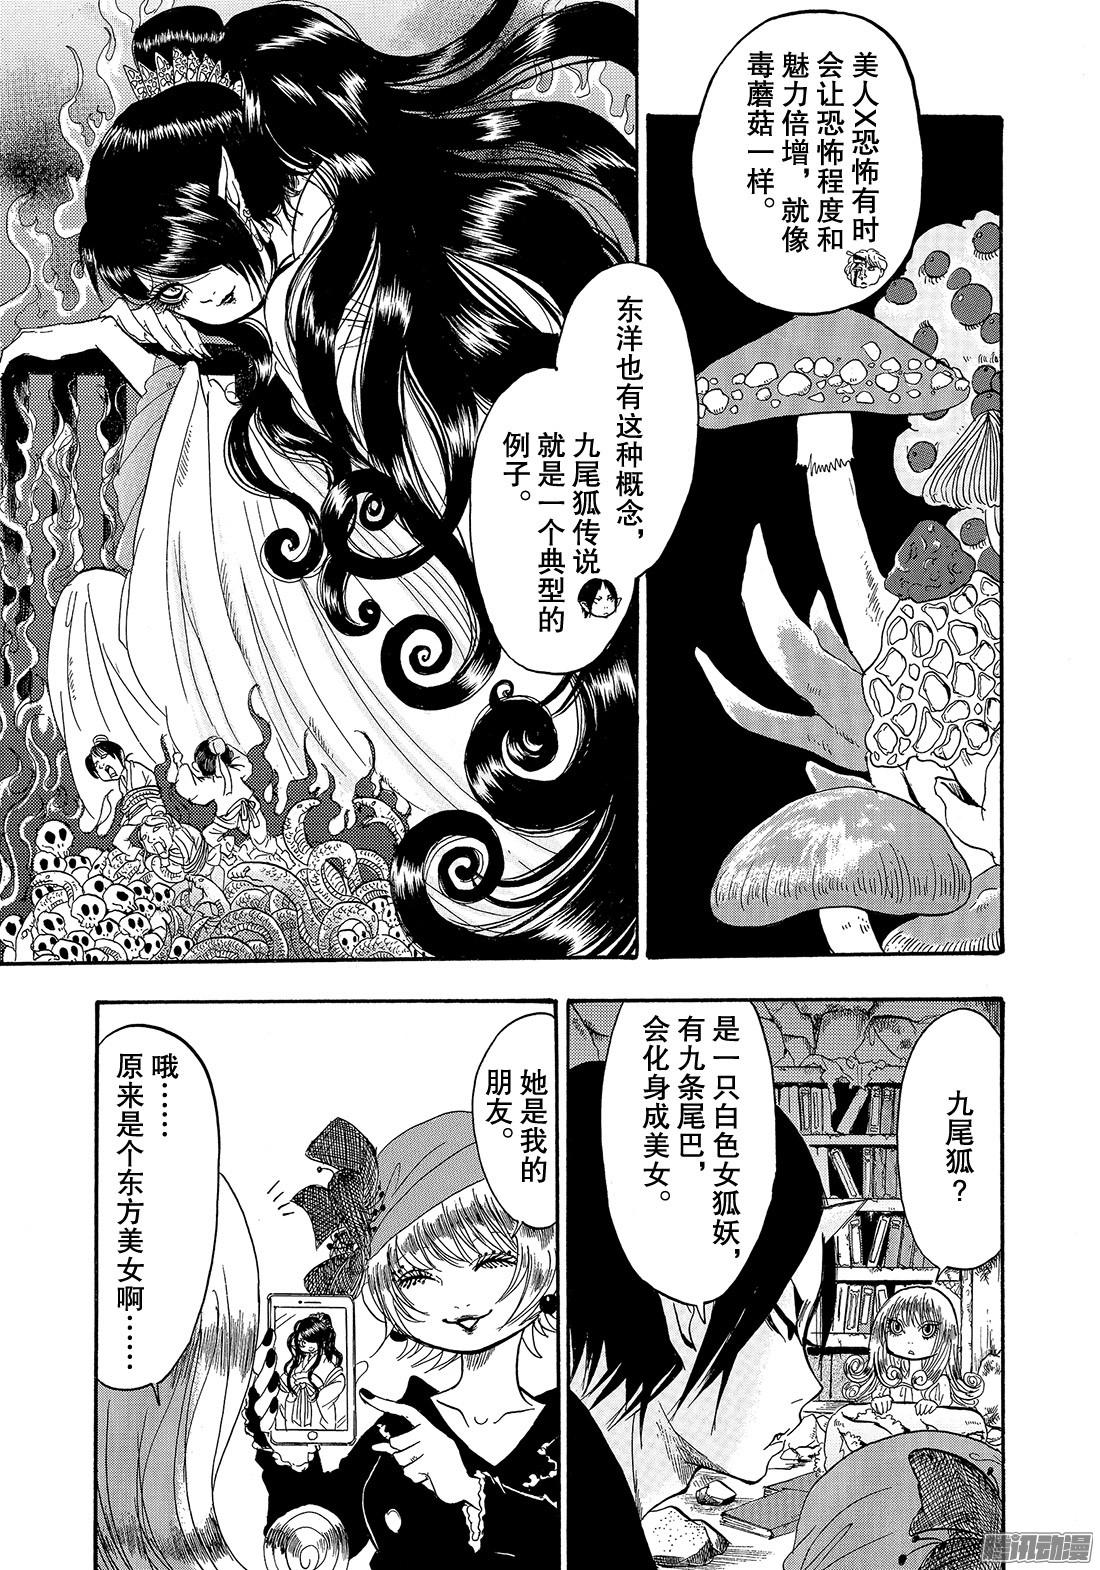 美人X恐怖有时
会让恐怖程度和
魅力倍增，就像
毒蘑菇一样。
东洋也有这种概念，
九尾狐传说
就是一个典型的
例子。
九尾狐？
是一只白色女狐妖，
有九条尾巴，
会化身成美女。
她是我的
朋友。
哦……
原来是个东方美女啊……
腾讯动漫